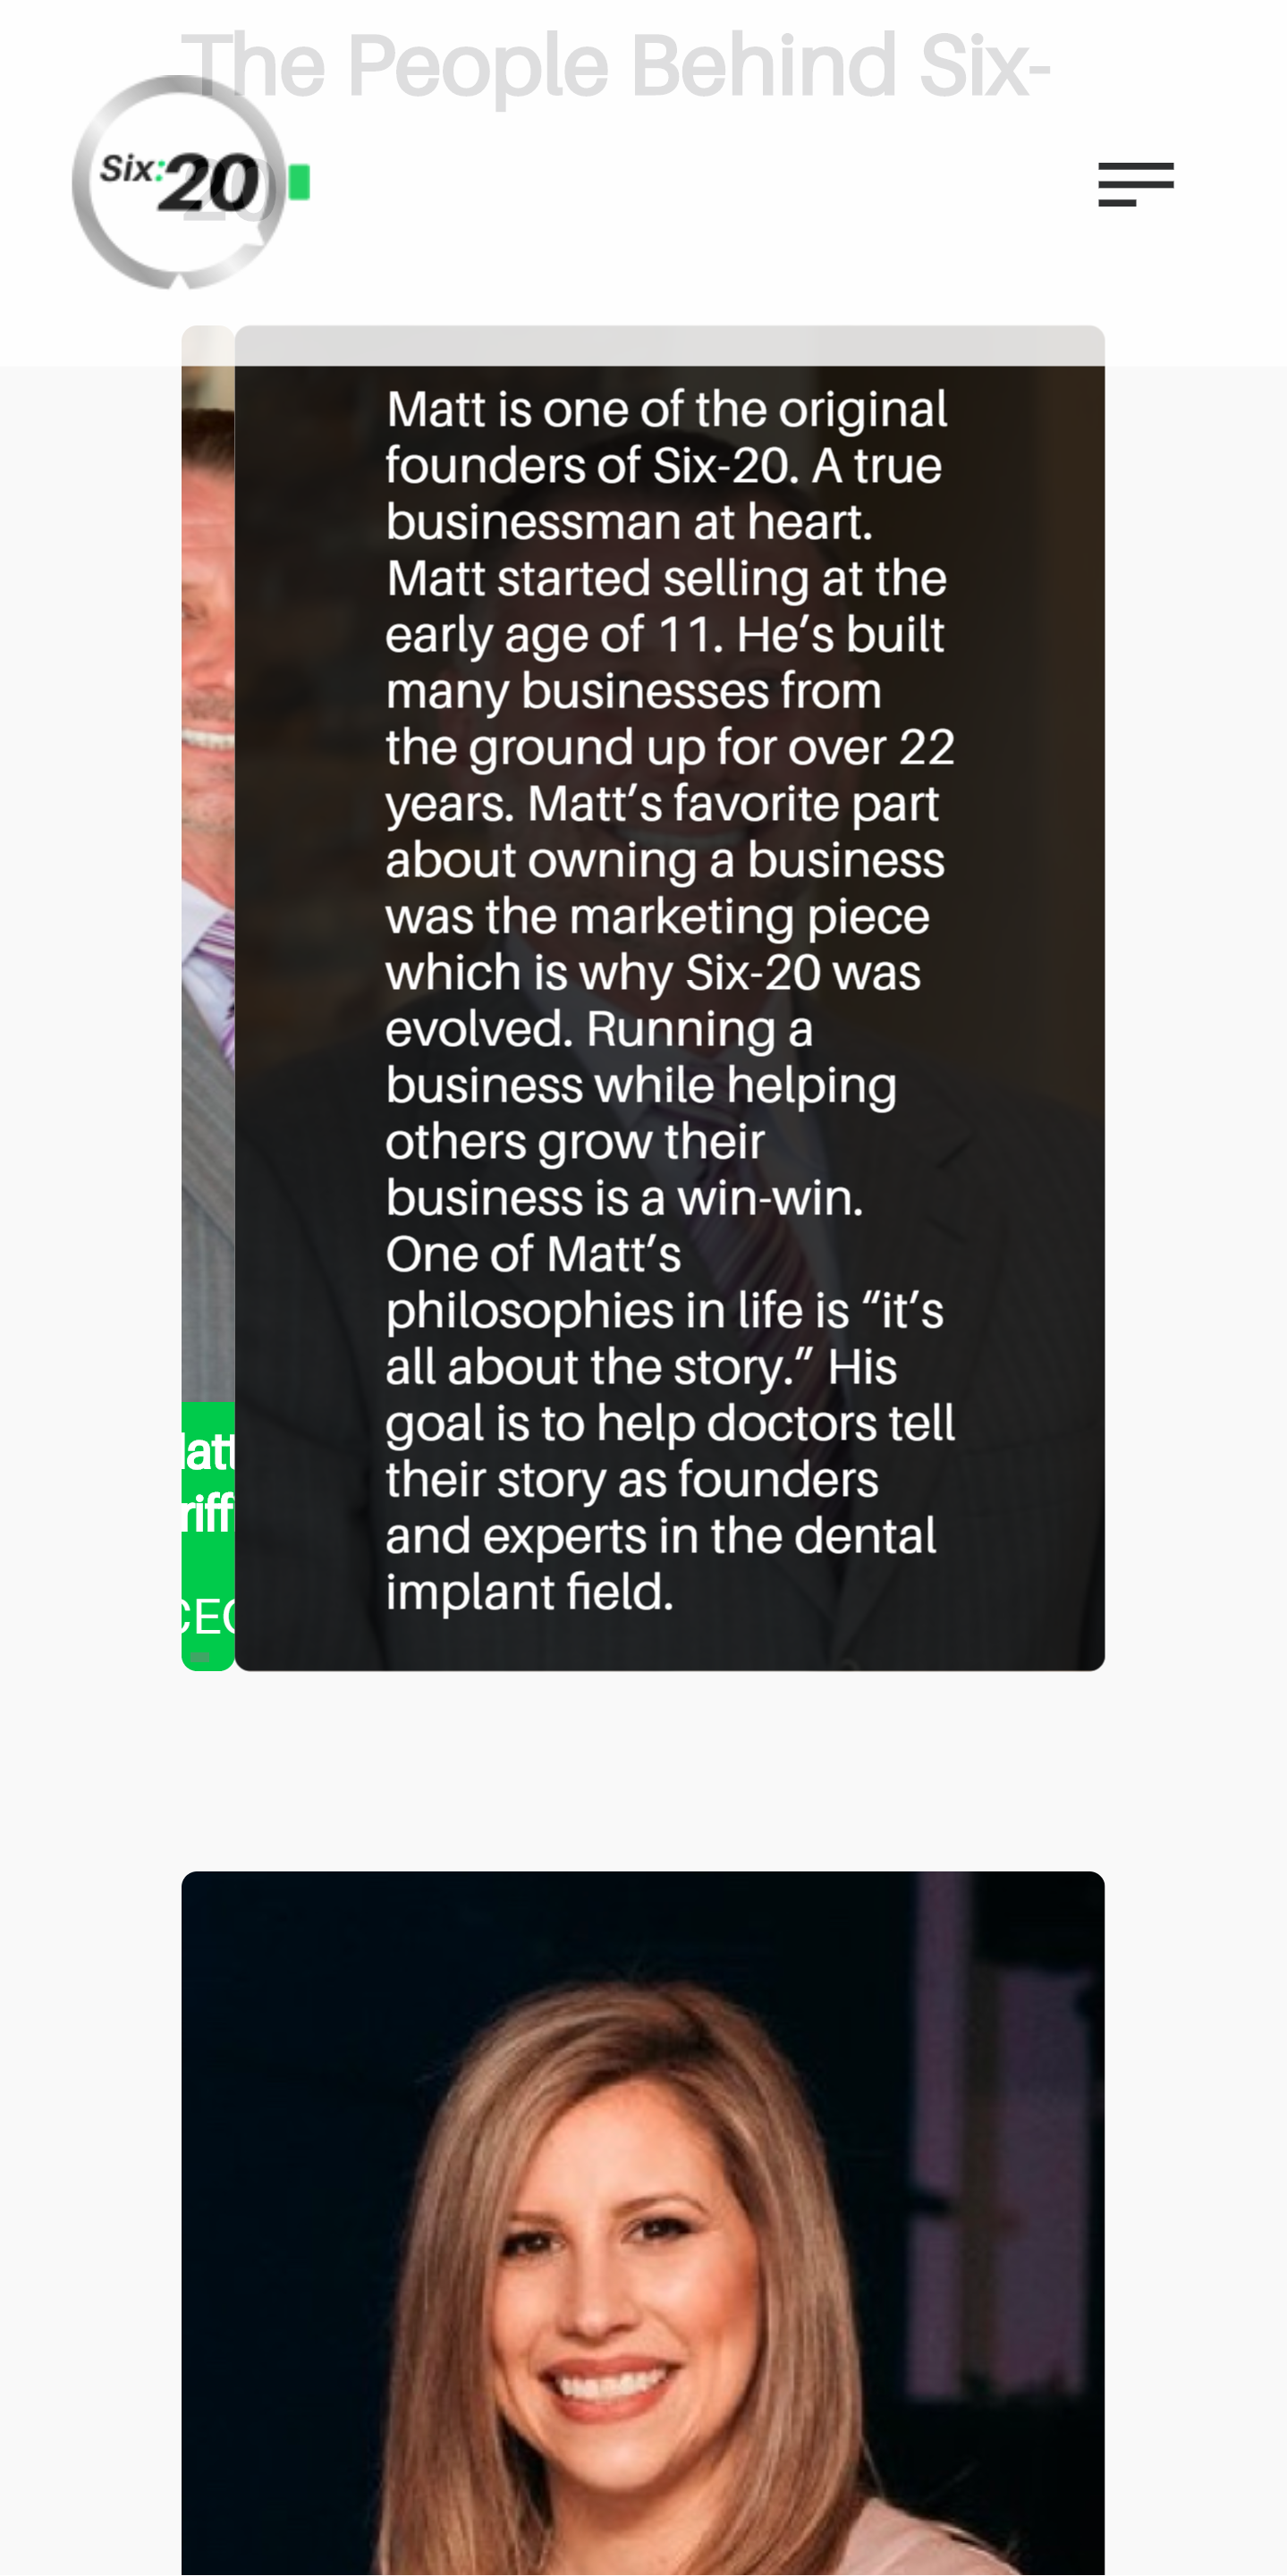 The People Behind Six-
20
Six:20
Matt is one of the original
founders of Six-20. A true
businessman at heart.
Matt started selling at the
early age of 11. He’s built
many businesses from
the ground up for over 22
years. Matt’s favorite part
about owning a business
was the marketing piece
which is why Six-20 was
evolved. Running a
business while helping
others grow their
business is a win-win.
One of Matt’s
philosophies in life is “it’s
all about the story.” His
goal is to help doctors tell
their story as founders
and experts in the dental
implant field.
att
riff
CEO